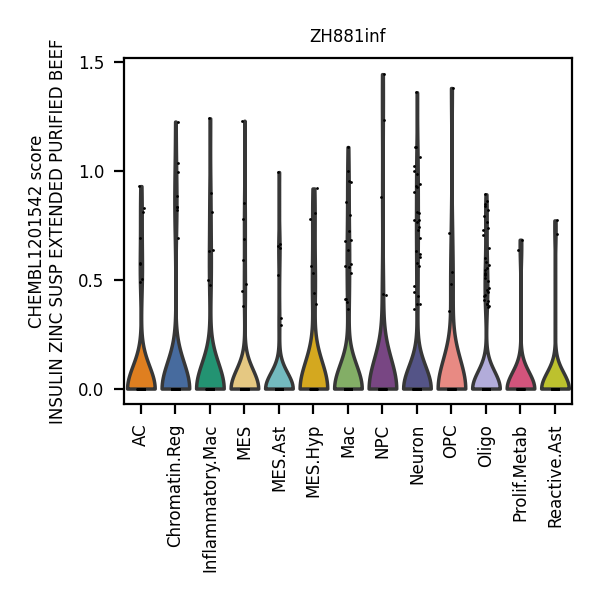 ZH881inf
CHEMBL1201542 score
INSULIN ZINC SUSP EXTENDED PURIFIED BEEF
1.5
1.0
0.5
0.0
AC
Chromatin.Reg
Inflammatory.Mac
MES
MES.Ast
MES.Hyp
Mac
NPC
Neuron
OPC
Oligo
Prolif.Metab
Reactive.Ast